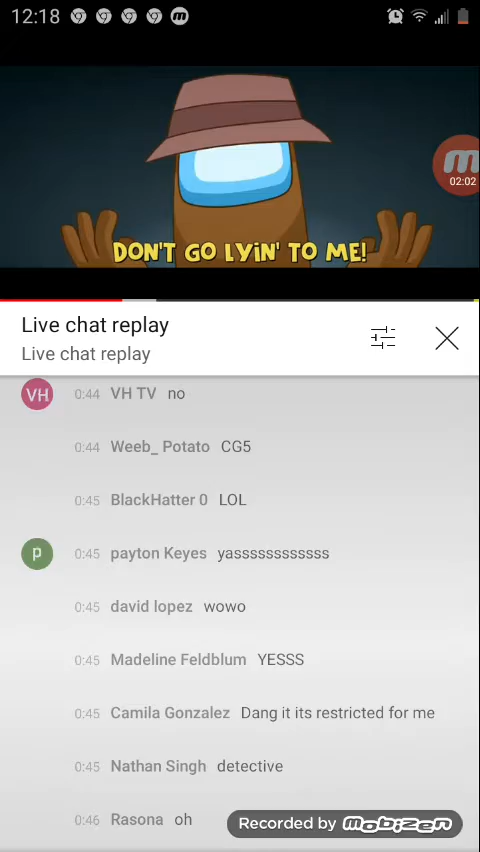 12:18
DON'T GO LYiN' TO ME!
02:02
Live chat replay
Live chat replay
VH 0:44 VH TV no
0:44 Weeb_ Potato CG5
0:45 BlackHatter 0 LOL
p 0:45 payton Keyes yassssssssssss
0:45 david lopez wowo
0:45 Madeline Feldblum YESSS
0:45 Camila Gonzalez Dang it its restricted for me
0:45 Nathan Singh detective
0:46 Rasona oh
Recorded by mobizen